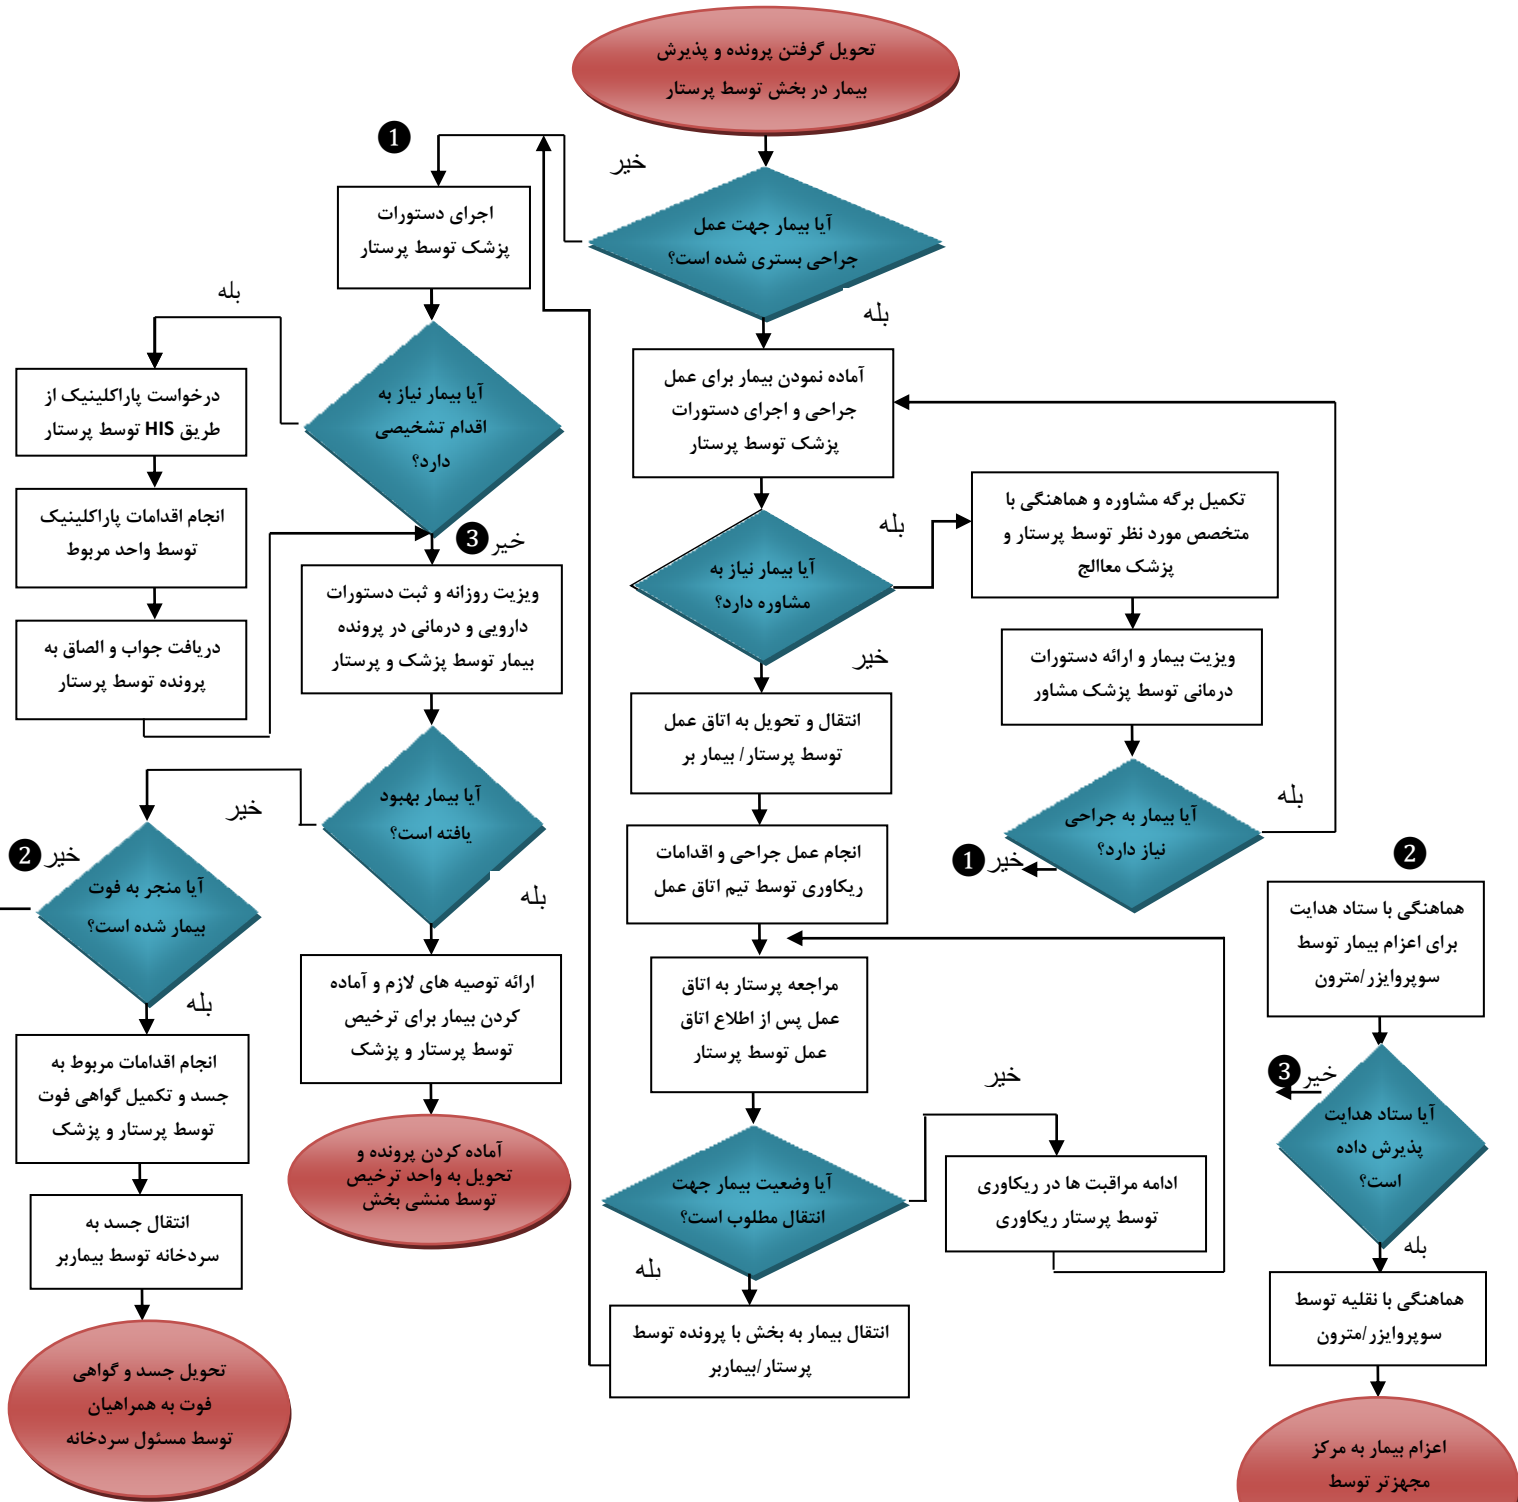 تحویل گرفتن پرونده و پذیرش
بیمار در بخش توسط پرستار
❶
خیر
آیا بیمار جهت عمل
جراحی بستری شده است؟
بله
اجرای دستورات
پزشک توسط پرستار
بله
آیا بیمار نیاز به
اقدام تشخیصی
دارد؟
درخواست پاراکلینیک از
طریق HIS توسط پرستار
انجام اقدامات پاراکلینیک
توسط واحد مربوط
دریافت جواب و الصاق به
پرونده توسط پرستار
خیر ❸
ویزیت روزانه و ثبت دستورات
دارویی و درمانی در پرونده
بیمار توسط پزشک و پرستار
آیا بیمار بهبود
یافته است؟
خیر
بله
آیا منجر به فوت
بیمار شده است؟
خیر ❷
بله
انجام اقدامات مربوط به
جسد و تکمیل گواهی فوت
توسط پرستار و پزشک
انتقال جسد به
سردخانه توسط بیماربر
تحویل جسد و گواهی
فوت به همراهیان
توسط مسئول سردخانه
ارائه توصیه های لازم و آماده
کردن بیمار برای ترخیص
توسط پرستار و پزشک
آماده کردن پرونده و
تحویل به واحد ترخیص
توسط منشی بخش
آماده نمودن بیمار برای عمل
جراحی و اجرای دستورات
پزشک توسط پرستار
آیا بیمار نیاز به
مشاوره دارد؟
بله
خیر
تکمیل برگه مشاوره و هماهنگی با
متخصص مورد نظر توسط پرستار و
پزشک معاالج
ویزیت بیمار و ارائه دستورات
درمانی توسط پزشک مشاور
آیا بیمار به جراحی
نیاز دارد؟
بله
خیر ❶
انتقال و تحویل به اتاق عمل
توسط پرستار/ بیمار بر
انجام عمل جراحی و اقدامات
ریکاوری توسط تیم اتاق عمل
مراجعه پرستار به اتاق
عمل پس از اطلاع اتاق
عمل توسط پرستار
آیا وضعیت بیمار جهت
انتقال مطلوب است؟
خیر
بله
ادامه مراقبت ها در ریکاوری
توسط پرستار ریکاوری
انتقال بیمار به بخش با پرونده توسط
پرستار/بیماربر
❷
هماهنگی با ستاد هدایت
برای اعزام بیمار توسط
سوپروایزر/مترون
آیا ستاد هدایت
پذیرش داده
است؟
خیر ❸
بله
هماهنگی با نقلیه توسط
سوپروایزر/مترون
اعزام بیمار به مرکز
مجهزتر توسط